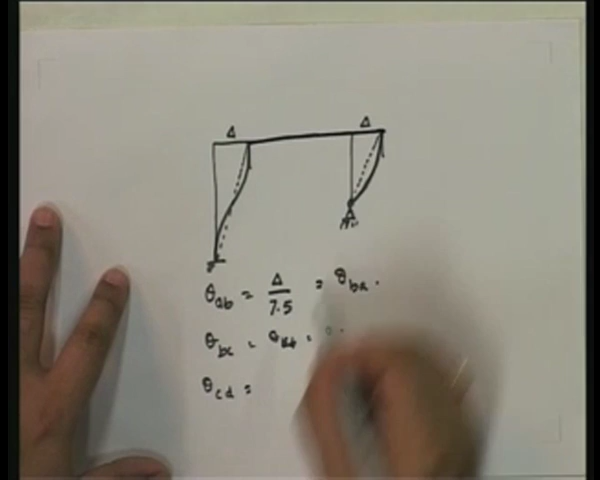 Δ Δ
θab = Δ/7.5 = θba.
θbc = θcb = 0.
θcd =